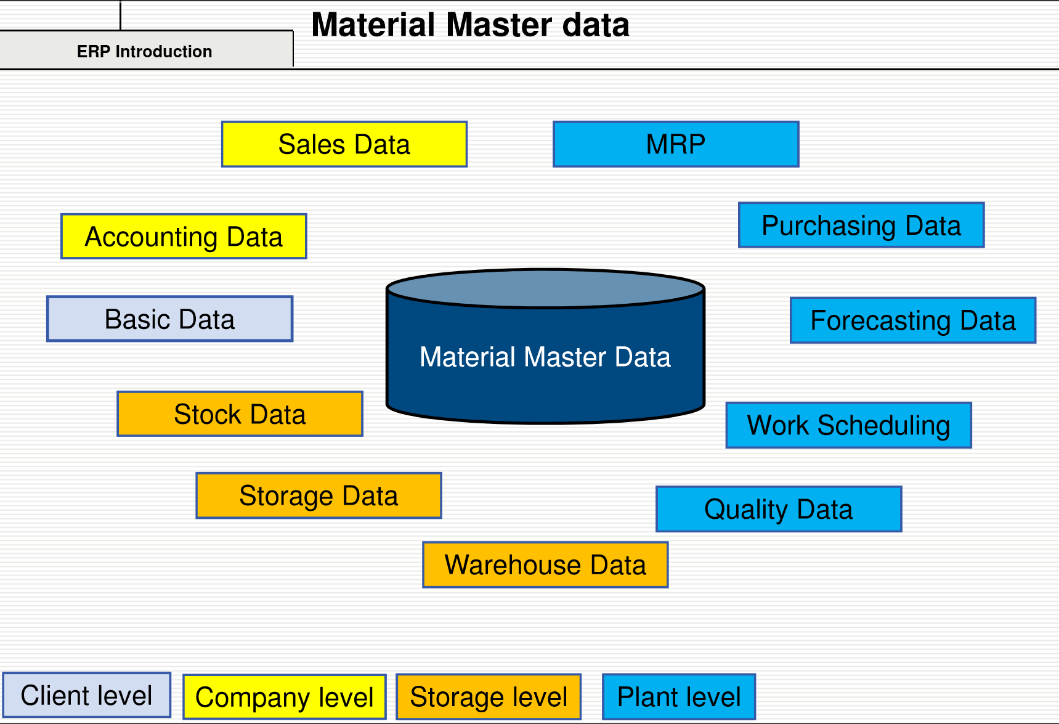 Material Master data
ERP Introduction
Sales Data
MRP
Purchasing Data
Accounting Data
Basic Data
Forecasting Data
Material Master Data
Stock Data
Work Scheduling
Storage Data
Quality Data
Warehouse Data
Client level
Company level
Storage level
Plant level